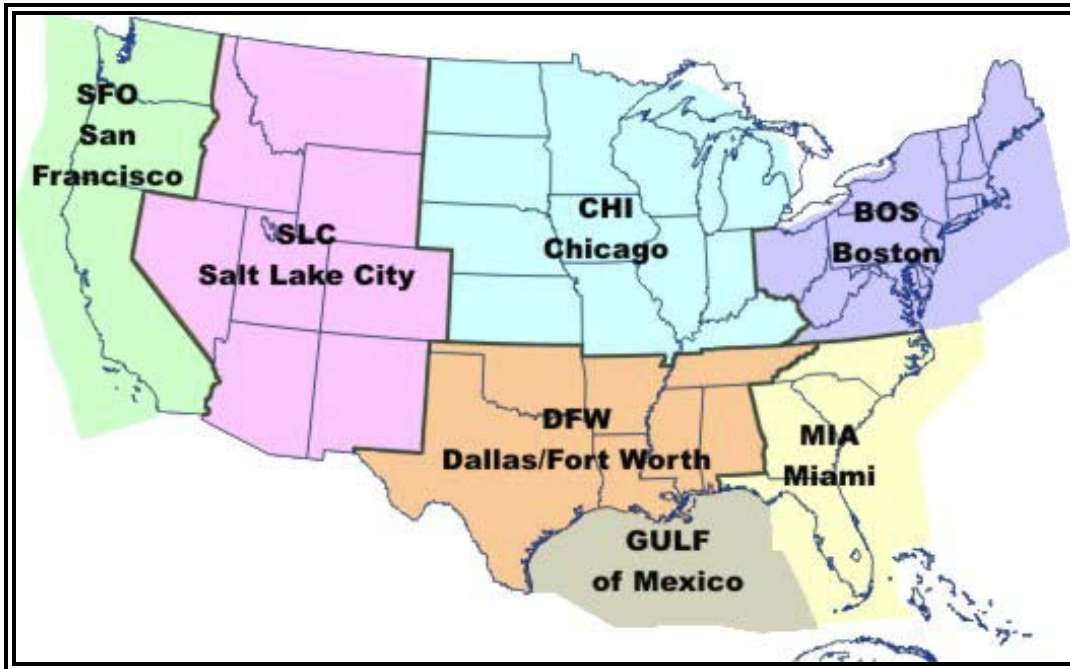 SFO
San
Francisco
SLC
Salt Lake City
CHI
Chicago
BOS
Boston
DFW
Dallas/Fort Worth
MIA
Miami
GULF
of Mexico